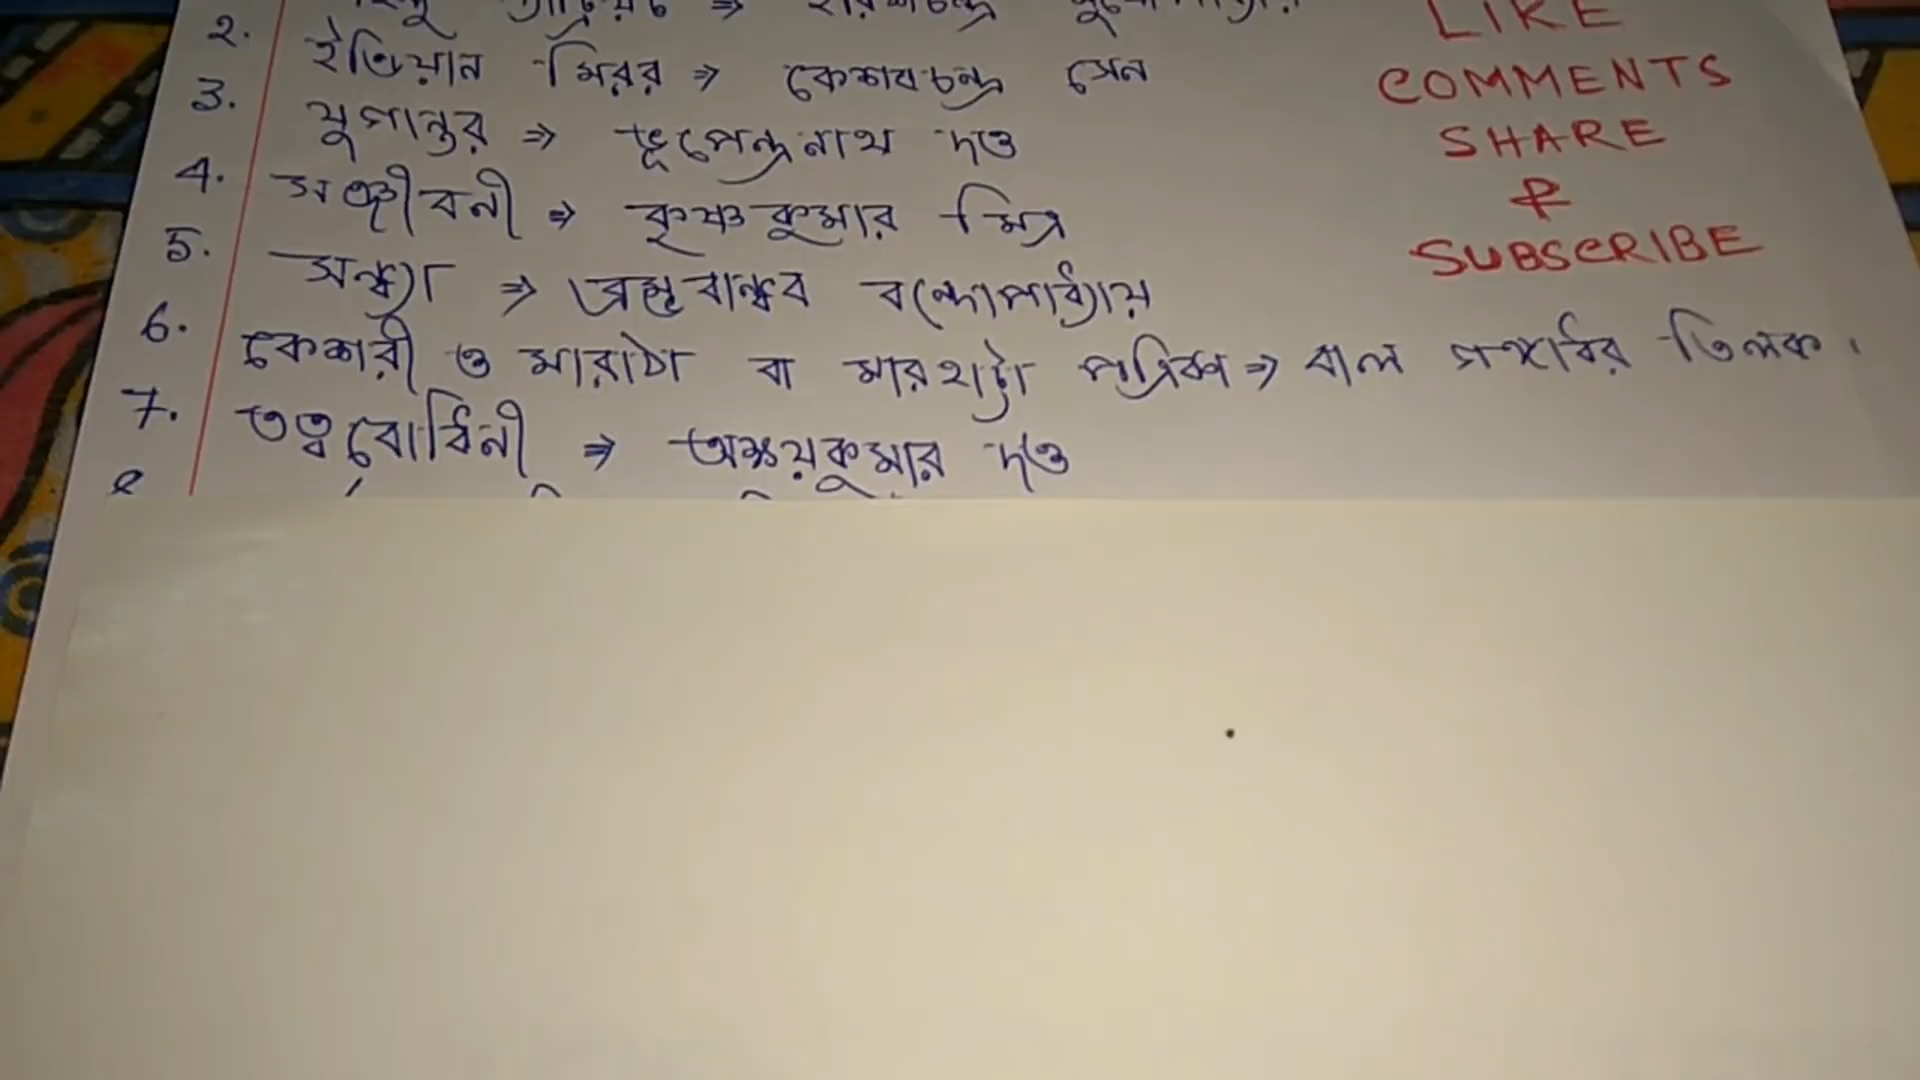 2. ইন্ডিয়ান মিরর ⇒ কেশবচন্দ্র সেন
3. যুগান্তর ⇒ ভূপেন্দ্রনাথ দত্ত
4. সঞ্জীবনী ⇒ কৃষ্ণকুমার মিত্র
5. সন্ধ্যা ⇒ ব্রহ্মবান্ধব বন্দোপাধ্যায়
6. কেশরী ও মারাঠা বা মারহাট্টা পত্রিকা ⇒ বাল গঙ্গাধর তিলক।
7. তত্ত্ববোধিনী ⇒ অক্ষয়কুমার দত্ত
LIKE
COMMENTS
SHARE
&
SUBSCRIBE